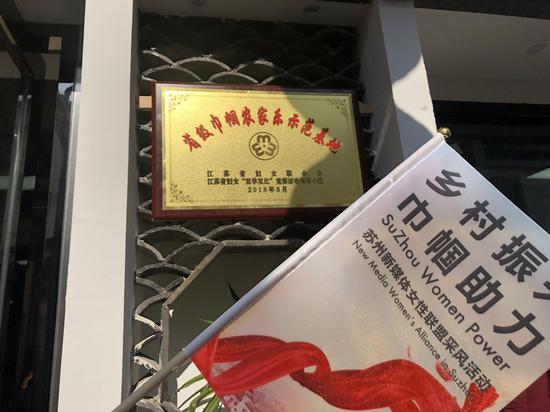 省级巾帼农家乐示范基地
江苏省妇女联合会
江苏省妇女“双学双比”竞赛活动领导小组
2018年8月
乡村振
巾帼助力
SuZhou Women Power
苏州新媒体女性联盟采风活动
New Media Women's Alliance in Suzho